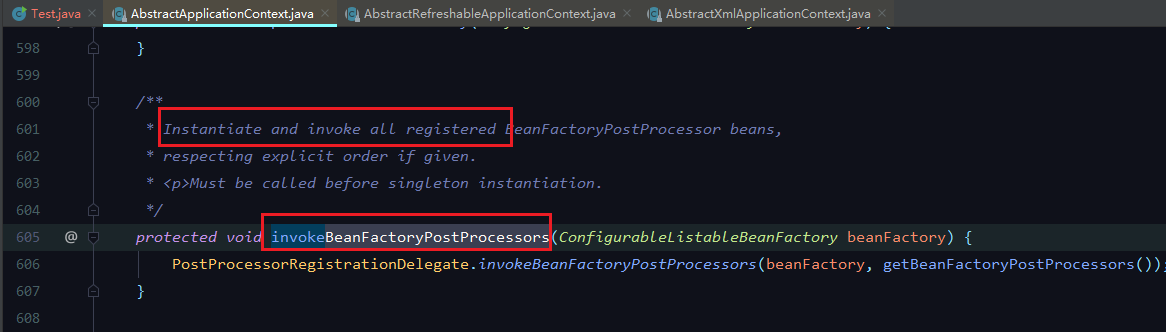 Test.java AbstractApplicationContext.java AbstractRefreshableApplicationContext.java AbstractXmlApplicationContext.java
598 }
599
600 /**
601 * Instantiate and invoke all registered BeanFactoryPostProcessor beans,
602 * respecting explicit order if given.
603 * <p>Must be called before singleton instantiation.
604 */
605 @ protected void invokeBeanFactoryPostProcessors(ConfigurableListableBeanFactory beanFactory) {
606 PostProcessorRegistrationDelegate.invokeBeanFactoryPostProcessors(beanFactory, getBeanFactoryPostProcessors());
607 }
608